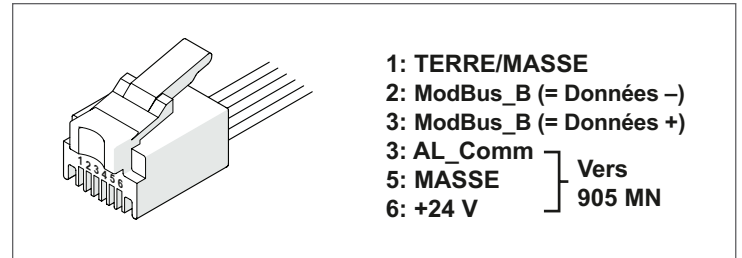 1: TERRE/MASSE
2: ModBus_B (= Données –)
3: ModBus_B (= Données +)
3: AL_Comm
5: MASSE
6: +24 V
Vers
905 MN
1 2 3 4 5 6